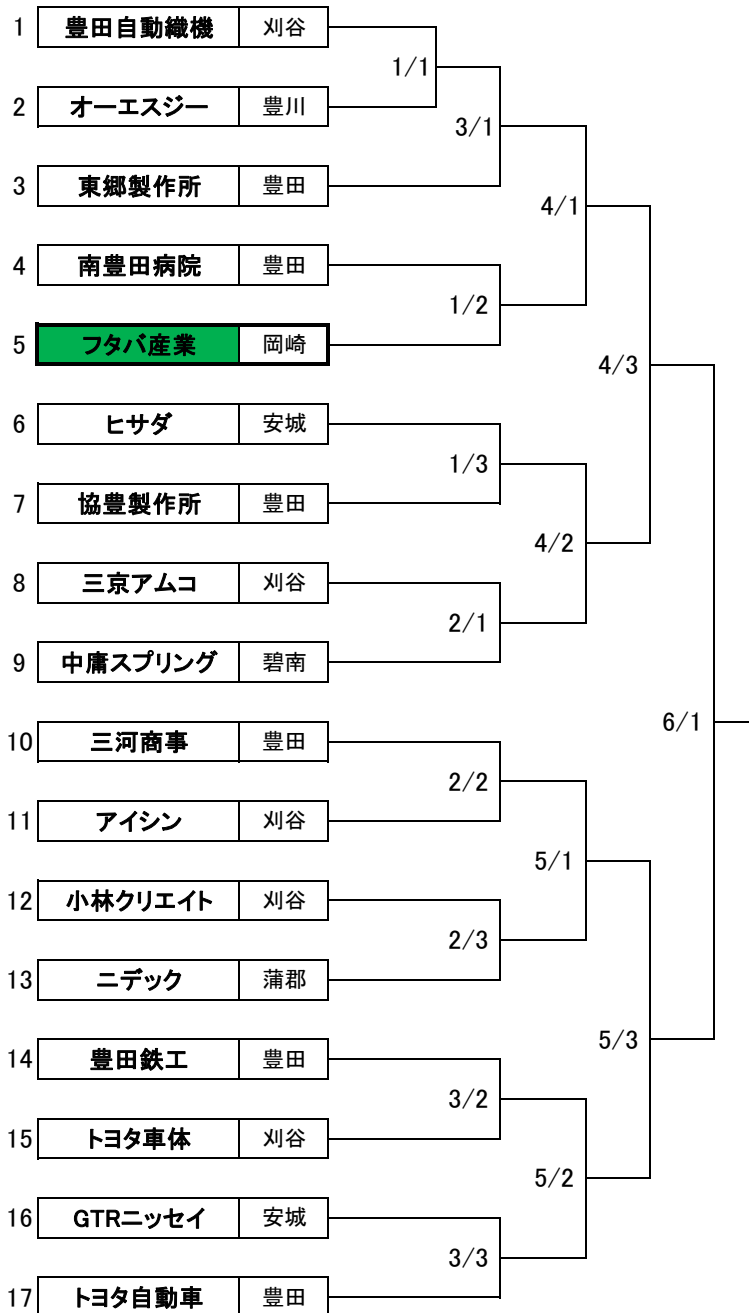 1 豊田自動織機 刈谷
1/1
2 オーエスジー 豊川
3/1
3 東郷製作所 豊田
4/1
4 南豊田病院 豊田
1/2
5 フタバ産業 岡崎
4/3
6 ヒサダ 安城
1/3
7 協豊製作所 豊田
4/2
8 三京アムコ 刈谷
2/1
9 中庸スプリング 碧南
6/1
10 三河商事 豊田
2/2
11 アイシン 刈谷
5/1
12 小林クリエイト 刈谷
2/3
13 ニデック 蒲郡
5/3
14 豊田鉄工 豊田
3/2
15 トヨタ車体 刈谷
5/2
16 GTRニッセイ 安城
3/3
17 トヨタ自動車 豊田